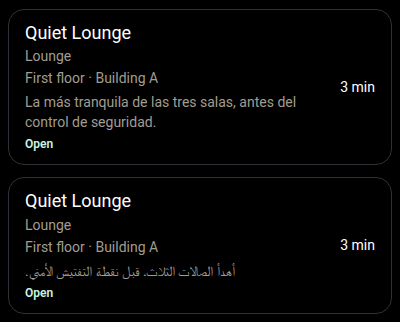 Quiet Lounge
Lounge
First floor · Building A
La más tranquila de las tres salas, antes del
control de seguridad.
Open
3 min
Quiet Lounge
Lounge
First floor · Building A
أهدأ الصالات الثلاث، قبل نقطة التفتيش الأمني.
Open
3 min